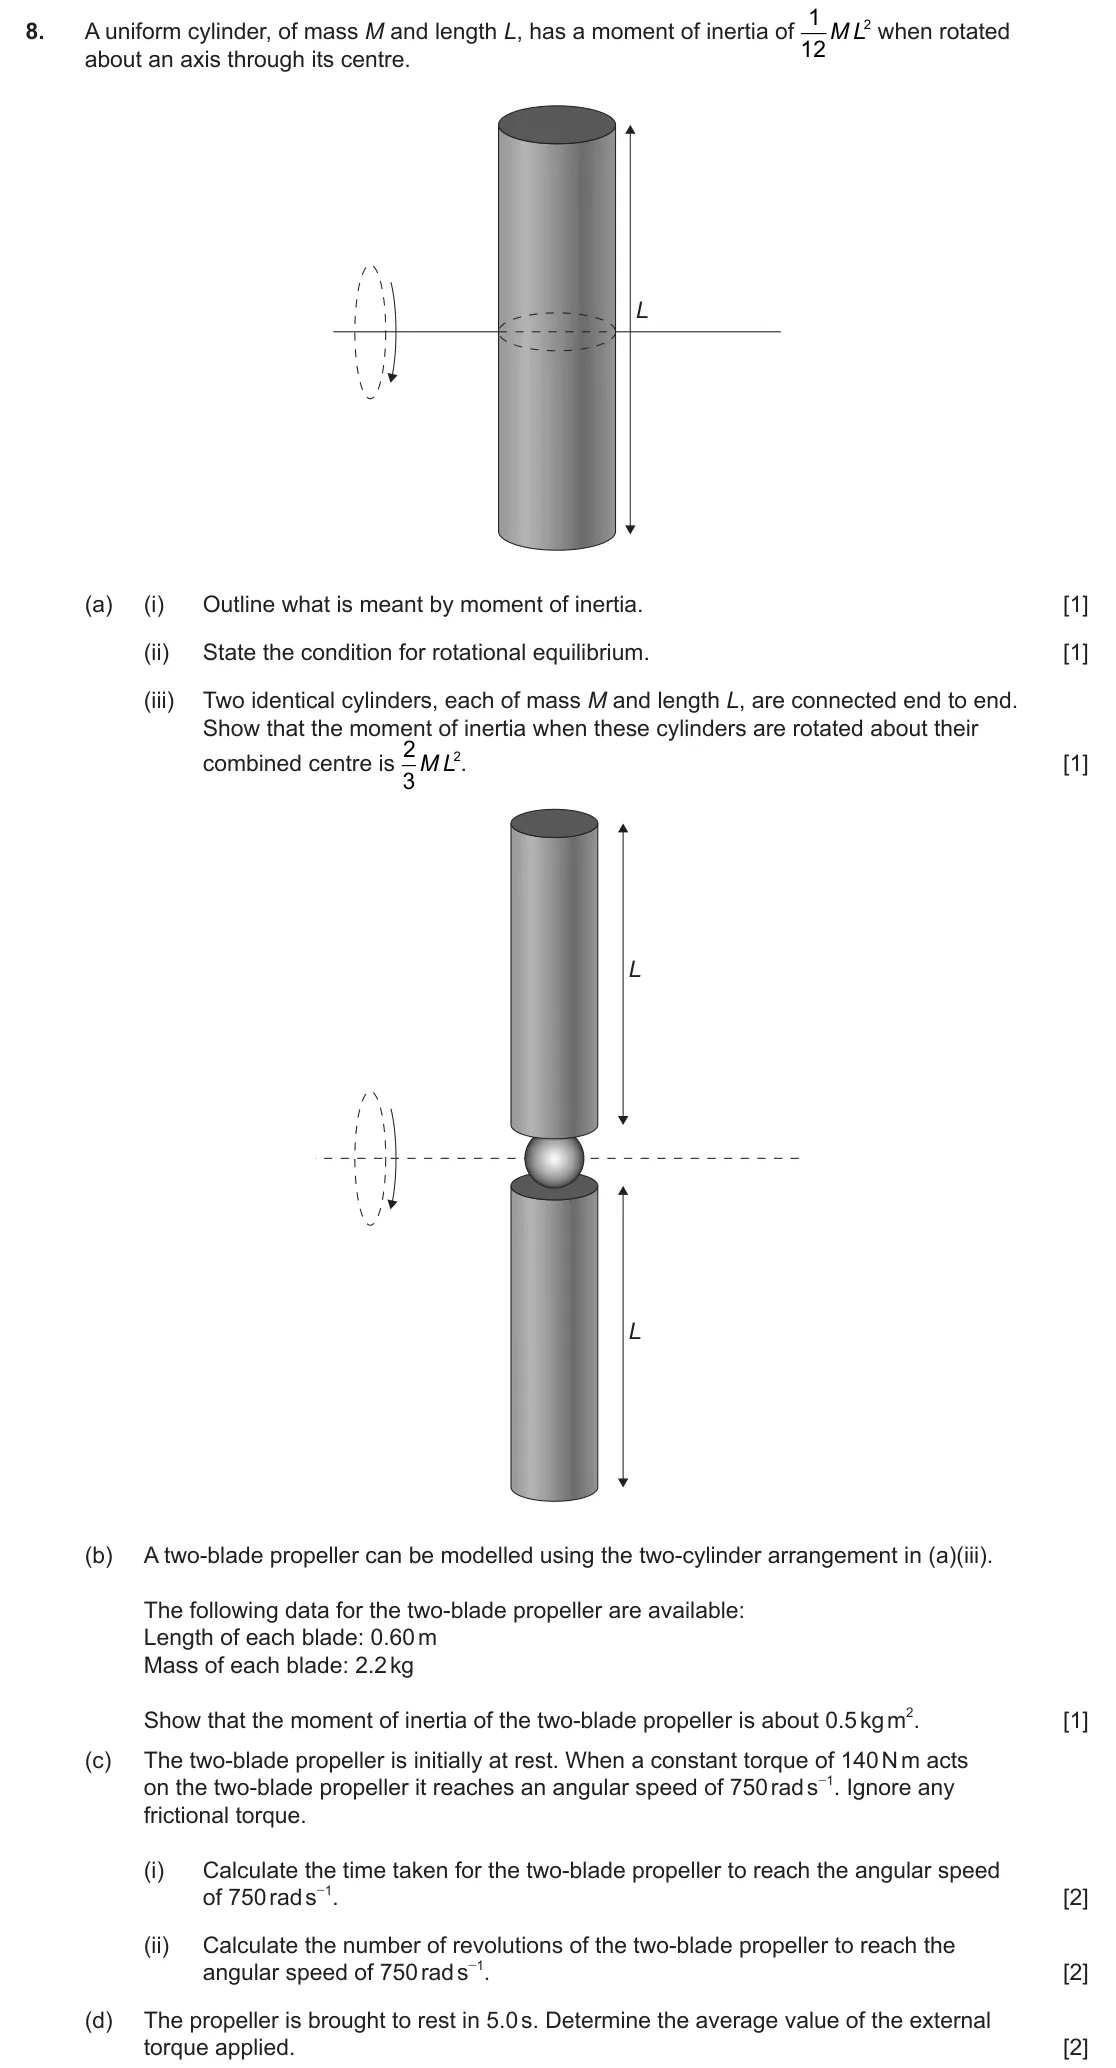 8. A uniform cylinder, of mass M and length L, has a moment of inertia of 1/12 M L² when rotated
about an axis through its centre.
L
(a) (i) Outline what is meant by moment of inertia. [1]
(ii) State the condition for rotational equilibrium. [1]
(iii) Two identical cylinders, each of mass M and length L, are connected end to end.
Show that the moment of inertia when these cylinders are rotated about their
combined centre is 2/3 M L². [1]
L
L
(b) A two-blade propeller can be modelled using the two-cylinder arrangement in (a)(iii).
The following data for the two-blade propeller are available:
Length of each blade: 0.60 m
Mass of each blade: 2.2 kg
Show that the moment of inertia of the two-blade propeller is about 0.5 kg m². [1]
(c) The two-blade propeller is initially at rest. When a constant torque of 140 N m acts
on the two-blade propeller it reaches an angular speed of 750 rad s⁻¹. Ignore any
frictional torque.
(i) Calculate the time taken for the two-blade propeller to reach the angular speed
of 750 rad s⁻¹. [2]
(ii) Calculate the number of revolutions of the two-blade propeller to reach the
angular speed of 750 rad s⁻¹. [2]
(d) The propeller is brought to rest in 5.0 s. Determine the average value of the external
torque applied. [2]